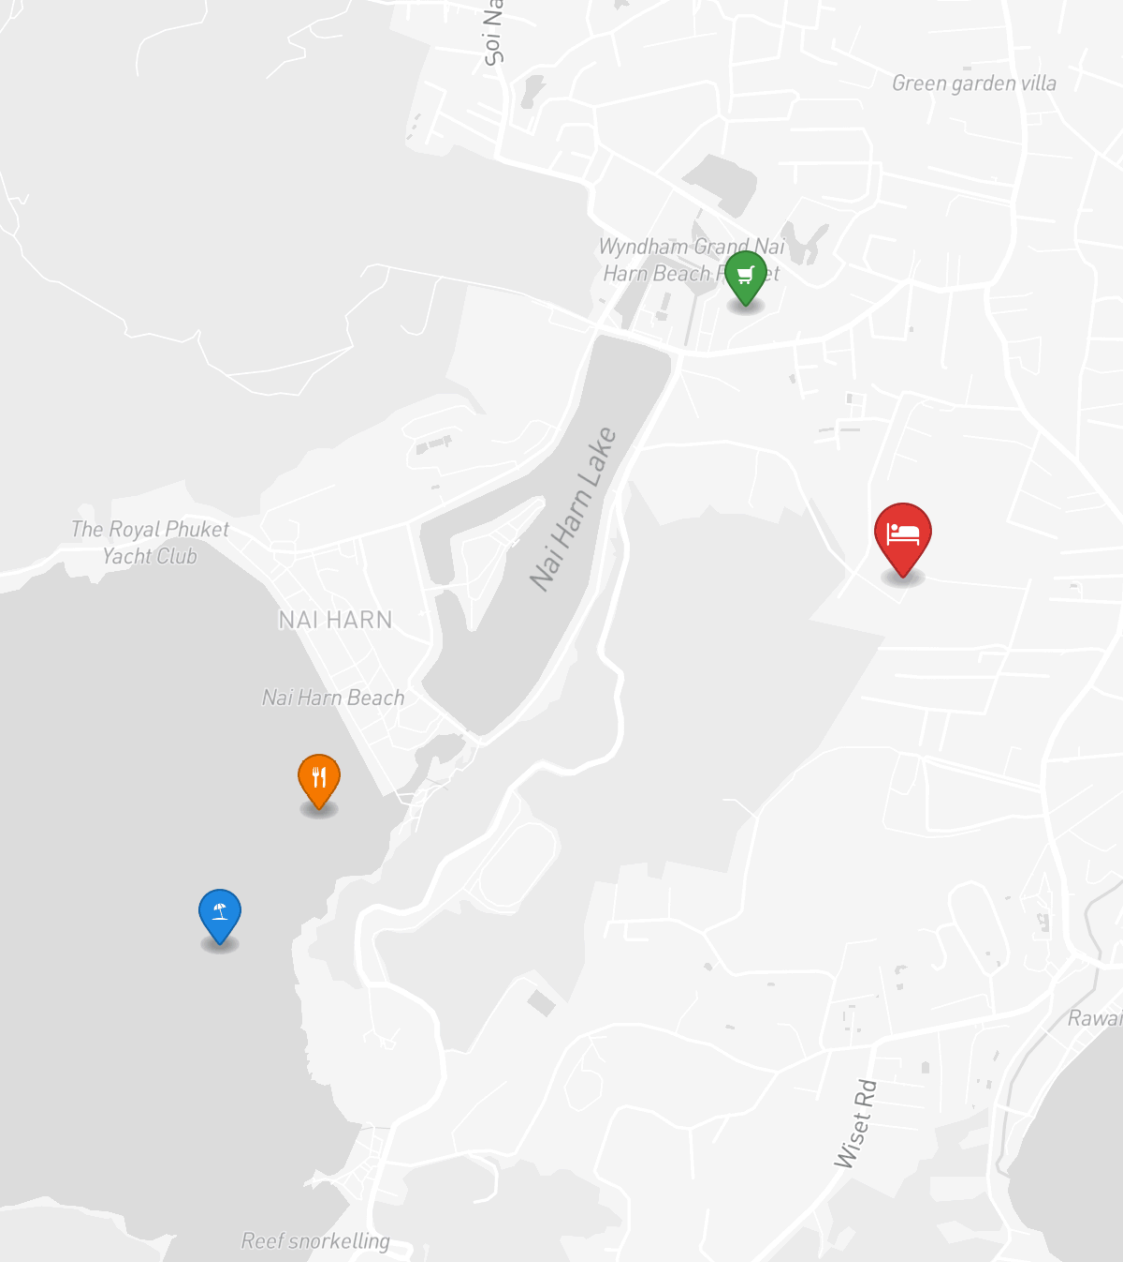 Soi Na
Green garden villa
Wyndham Grand Nai
Harn Beach
Nai Harn Lake
The Royal Phuket
Yacht Club
NAI HARN
Nai Harn Beach
Rawai
Wiset Rd
Reef snorkelling